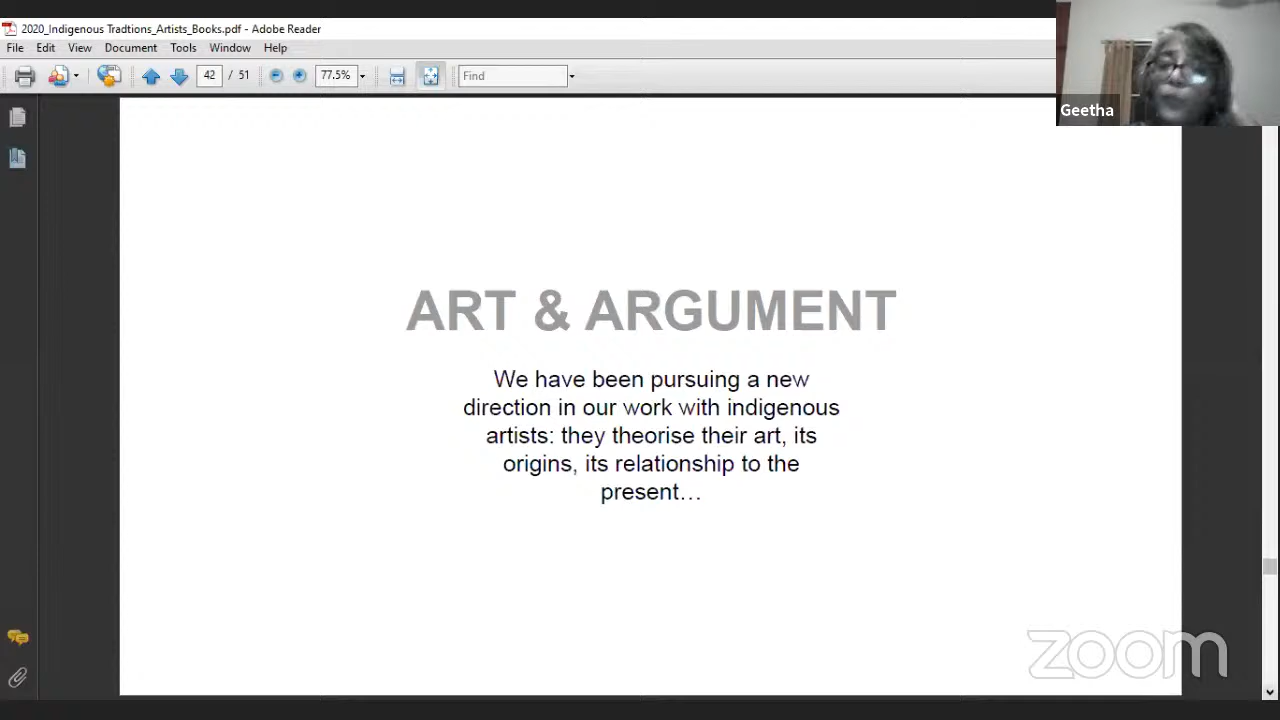 2020_Indigenous Tradtions_Artists_Books.pdf - Adobe Reader
File Edit View Document Tools Window Help
42 / 51 77.5% Find
Geetha
ART & ARGUMENT
We have been pursuing a new
direction in our work with indigenous
artists: they theorise their art, its
origins, its relationship to the
present…
zoom